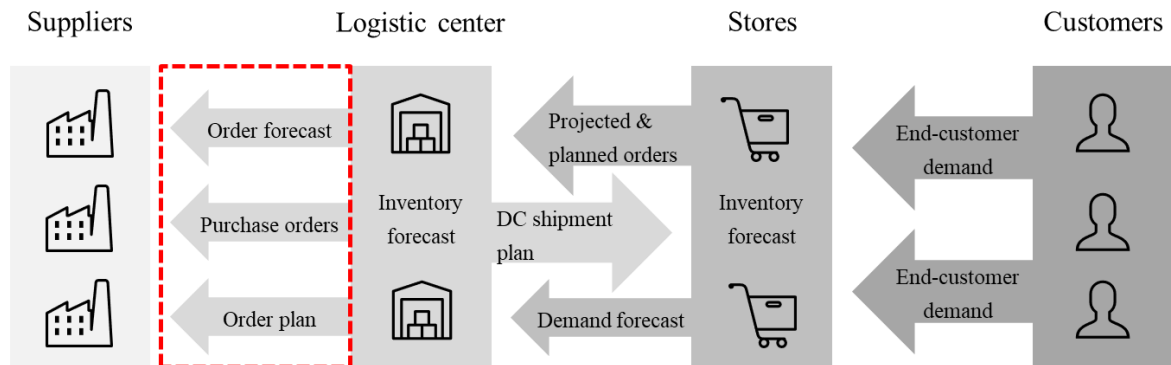 Suppliers
Logistic center
Stores
Customers
Order forecast
Purchase orders
Order plan
Inventory
forecast
Projected &
planned orders
DC shipment
plan
Demand forecast
Inventory
forecast
End-customer
demand
End-customer
demand